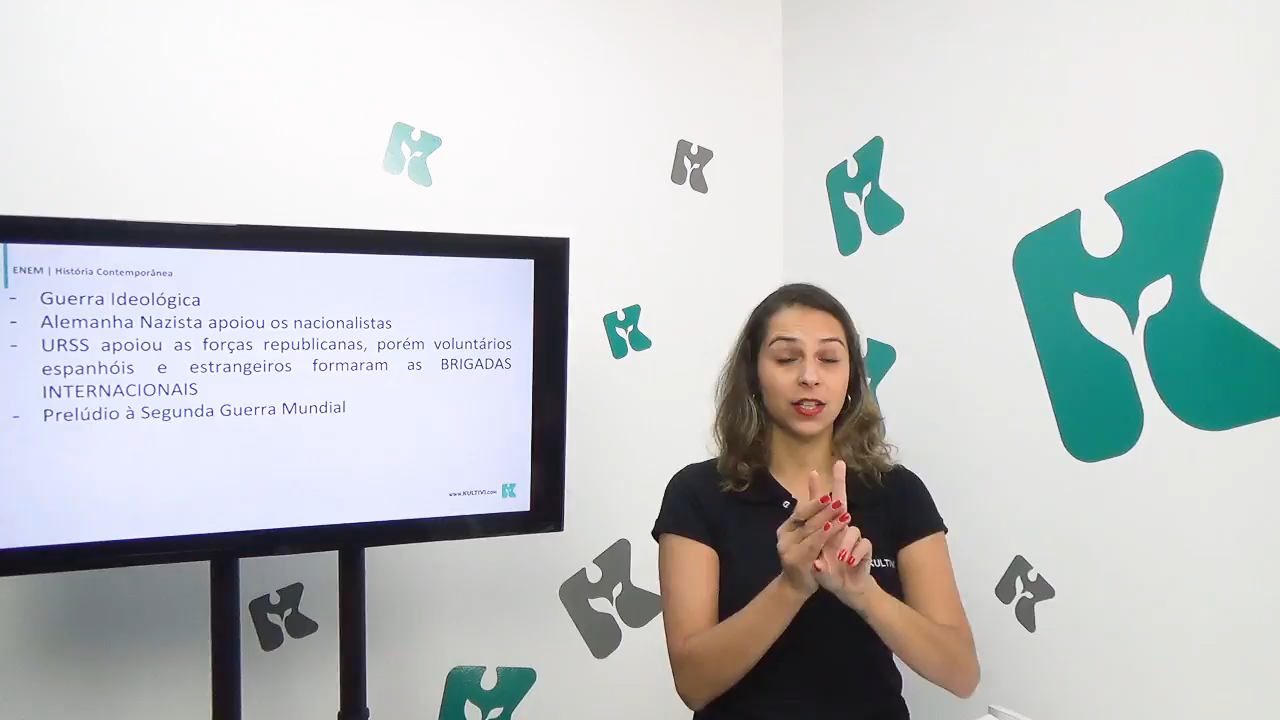 ENEM | História Contemporânea
- Guerra Ideológica
- Alemanha Nazista apoiou os nacionalistas
- URSS apoiou as forças republicanas, porém voluntários
espanhóis e estrangeiros formaram as BRIGADAS
INTERNACIONAIS
- Prelúdio à Segunda Guerra Mundial
www.KULTIVI.com
KULTIVI